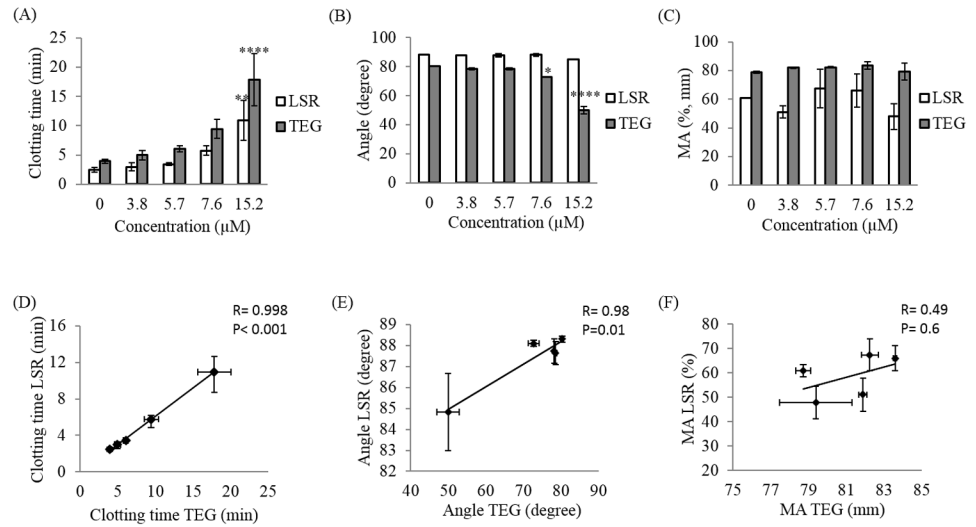 (A)
Clotting time (min)
25
20
15
10
5
0
**
****
LSR
TEG
0 3.8 5.7 7.6 15.2
Concentration (µM)
(B)
Angle (degree)
100
80
60
40
20
0
*
****
LSR
TEG
0 3.8 5.7 7.6 15.2
Concentration (µM)
(C)
MA (%, mm)
100
80
60
40
20
0
LSR
TEG
0 3.8 5.7 7.6 15.2
Concentration (µM)
(D)
R= 0.998
P< 0.001
Clotting time LSR (min)
16
12
8
4
0
0 5 10 15 20 25
Clotting time TEG (min)
(E)
R= 0.98
P=0.01
Angle LSR (degree)
89
88
87
86
85
84
83
82
40 50 60 70 80 90
Angle TEG (degree)
(F)
R= 0.49
P= 0.6
MA LSR (%)
80
70
60
50
40
30
20
75 77 79 81 83 85
MA TEG (mm)